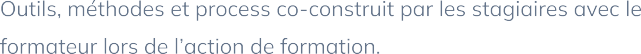 Outils, méthodes et process co-construit par les stagiaires avec le
formateur lors de l'action de formation.